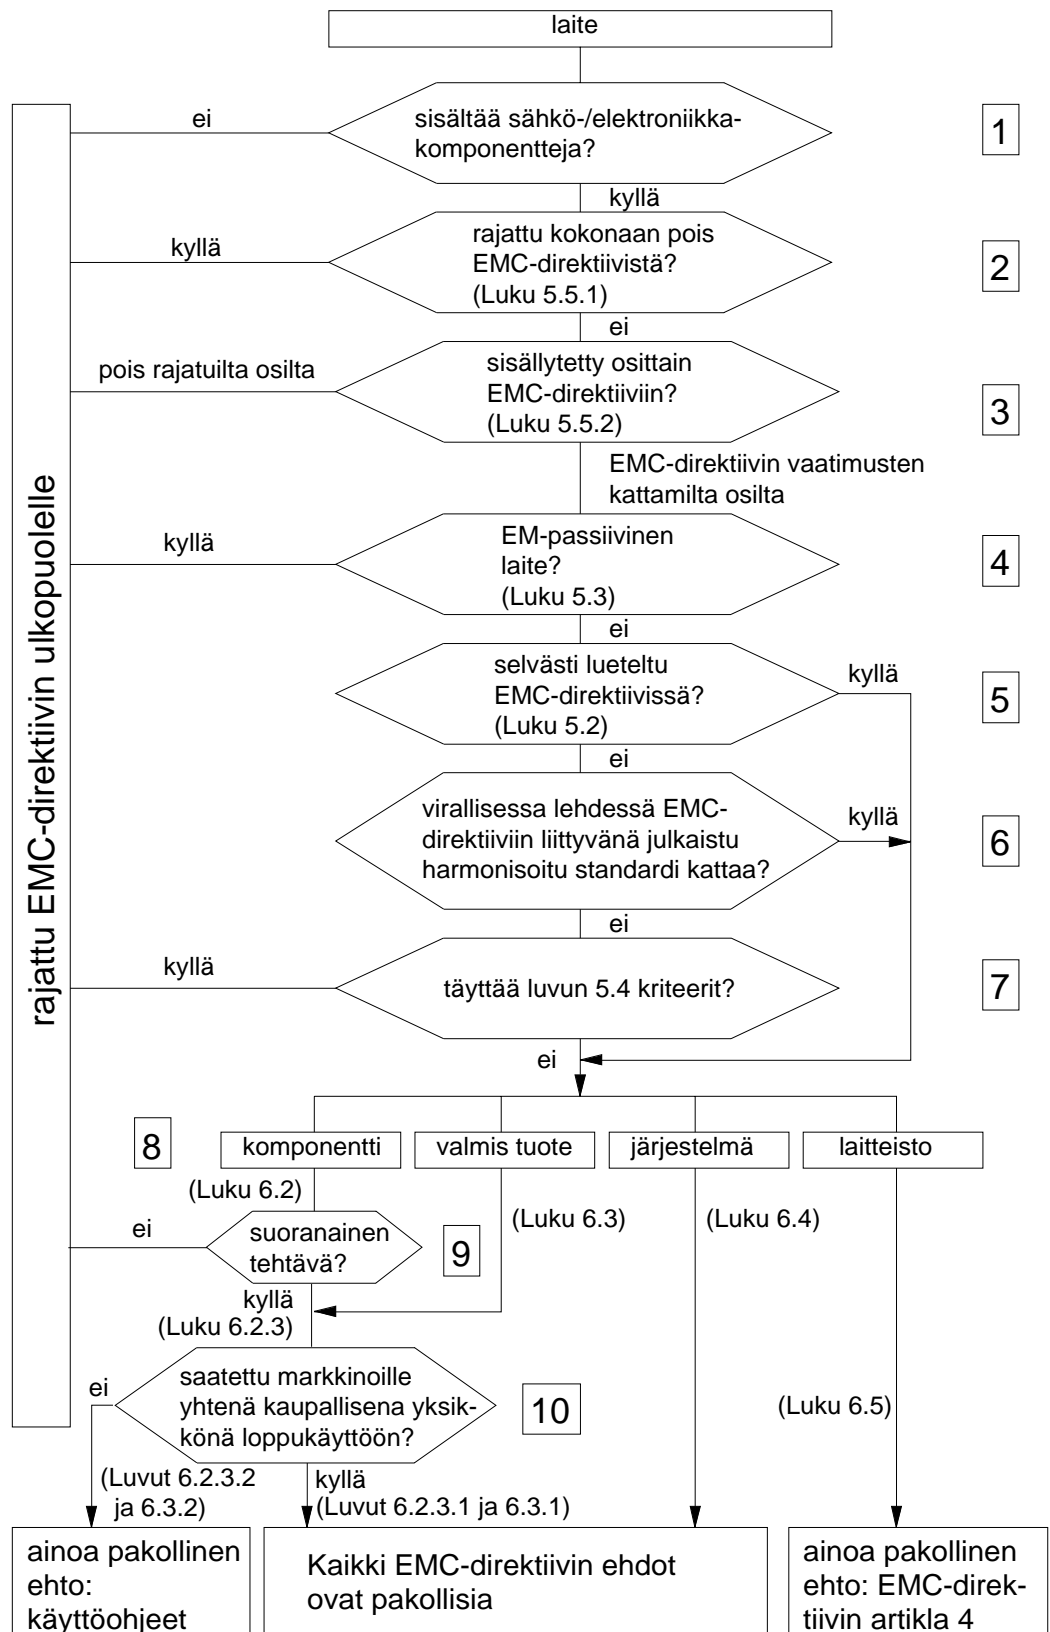 laite
ei
sisältää sähkö-/elektroniikka-
komponentteja?
1
kyllä
kyllä
rajattu kokonaan pois
EMC-direktiivistä?
(Luku 5.5.1)
2
ei
pois rajatuilta osilta
sisällytetty osittain
EMC-direktiiviin?
(Luku 5.5.2)
3
EMC-direktiivin vaatimusten
kattamilta osilta
kyllä
EM-passiivinen
laite?
(Luku 5.3)
4
ei
selvästi lueteltu
EMC-direktiivissä?
(Luku 5.2)
kyllä
5
ei
virallisessa lehdessä EMC-
direktiiviin liittyvänä julkaistu
harmonisoitu standardi kattaa?
kyllä
6
ei
kyllä
täyttää luvun 5.4 kriteerit?
7
ei
rajattu EMC-direktiivin ulkopuolelle
8
komponentti
valmis tuote
järjestelmä
laitteisto
(Luku 6.2)
(Luku 6.3)
(Luku 6.4)
ei
suoranainen
tehtävä?
9
kyllä
(Luku 6.2.3)
ei
saatettu markkinoille
yhtenä kaupallisena yksik-
könä loppukäyttöön?
10
(Luku 6.5)
(Luvut 6.2.3.2
ja 6.3.2)
kyllä
(Luvut 6.2.3.1 ja 6.3.1)
ainoa pakollinen
ehto:
käyttöohjeet
Kaikki EMC-direktiivin ehdot
ovat pakollisia
ainoa pakollinen
ehto: EMC-direk-
tiivin artikla 4